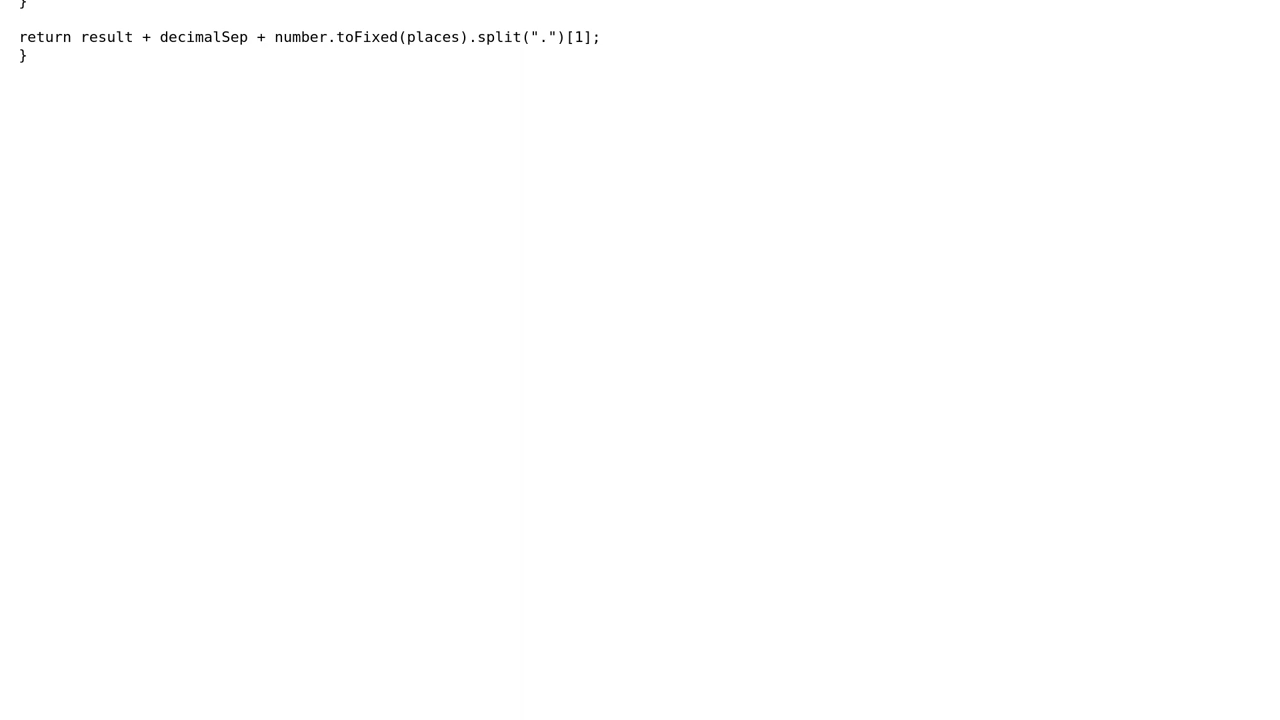 }
return result + decimalSep + number.toFixed(places).split(".")[1];
}